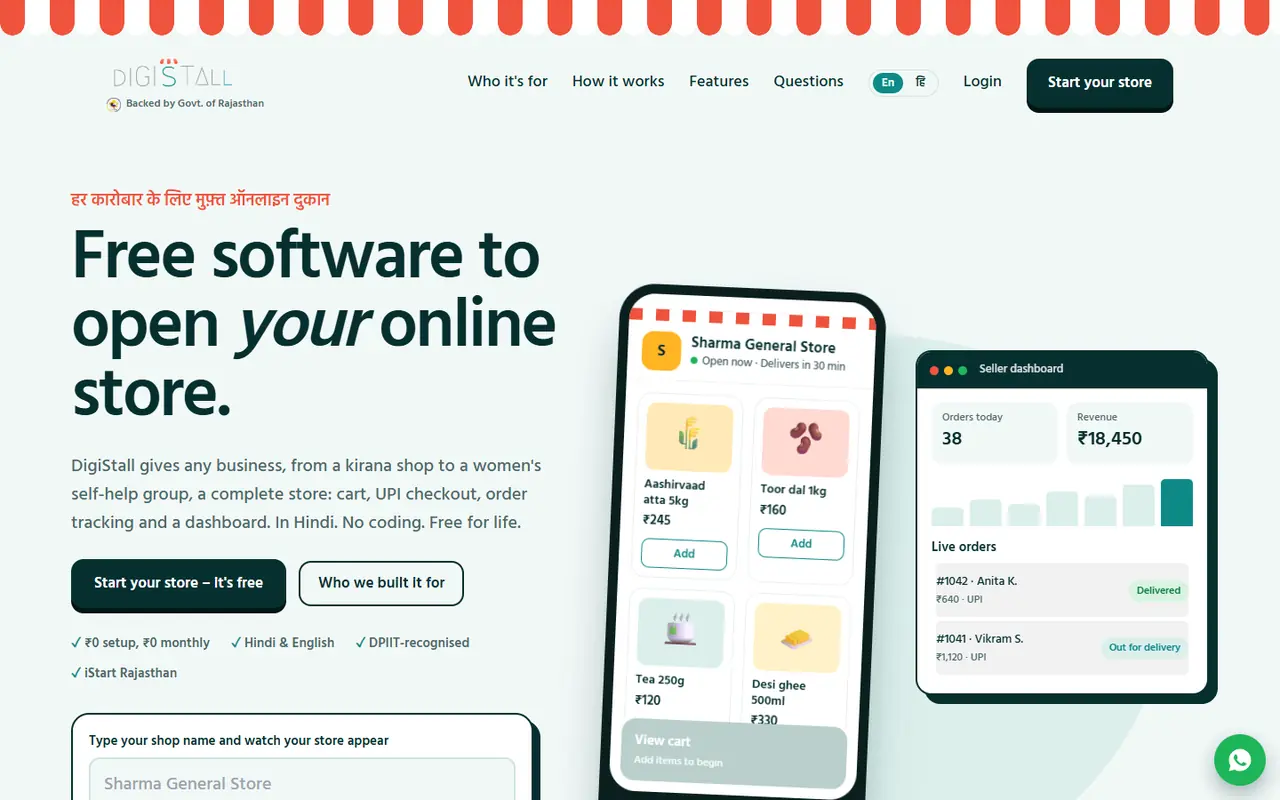 DIGISTALL
Backed by Govt. of Rajasthan
Who it's for
How it works
Features
Questions
En
हि
Login
Start your store
हर कारोबार के लिए मुफ़्त ऑनलाइन दुकान
Free software to
open your online
store.
DigiStall gives any business, from a kirana shop to a women's
self-help group, a complete store: cart, UPI checkout, order
tracking and a dashboard. In Hindi. No coding. Free for life.
Start your store – It's free
Who we built it for
✓ ₹0 setup, ₹0 monthly
✓ Hindi & English
✓ DPIIT-recognised
✓ iStart Rajasthan
Type your shop name and watch your store appear
Sharma General Store
S
Sharma General Store
Open now · Delivers in 30 min
Aashirvaad
atta 5kg
₹245
Add
Toor dal 1kg
₹160
Add
Tea 250g
₹120
Desi ghee
500ml
₹330
View cart
Add items to begin
Seller dashboard
Orders today
38
Revenue
₹18,450
Live orders
#1042 · Anita K.
₹640 · UPI
Delivered
#1041 · Vikram S.
₹1,120 · UPI
Out for delivery